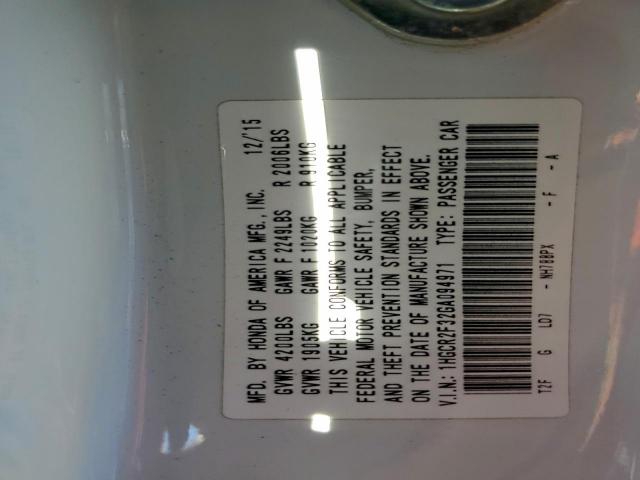 MFD. BY HONDA OF AMERICA MFG., INC. 12/'15
GVWR 4200LBS GAWR F 2249LBS R 2006LBS
GVWR 1905KG GAWR F 1020KG R 910KG
THIS VEHICLE CONFORMS TO ALL APPLICABLE
FEDERAL MOTOR VEHICLE SAFETY, BUMPER,
AND THEFT PREVENTION STANDARDS IN EFFECT
ON THE DATE OF MANUFACTURE SHOWN ABOVE.
V.I.N.: 1HGCR2F32GA094971 TYPE: PASSENGER CAR
T2F G LD7 - NH788PX - F - A